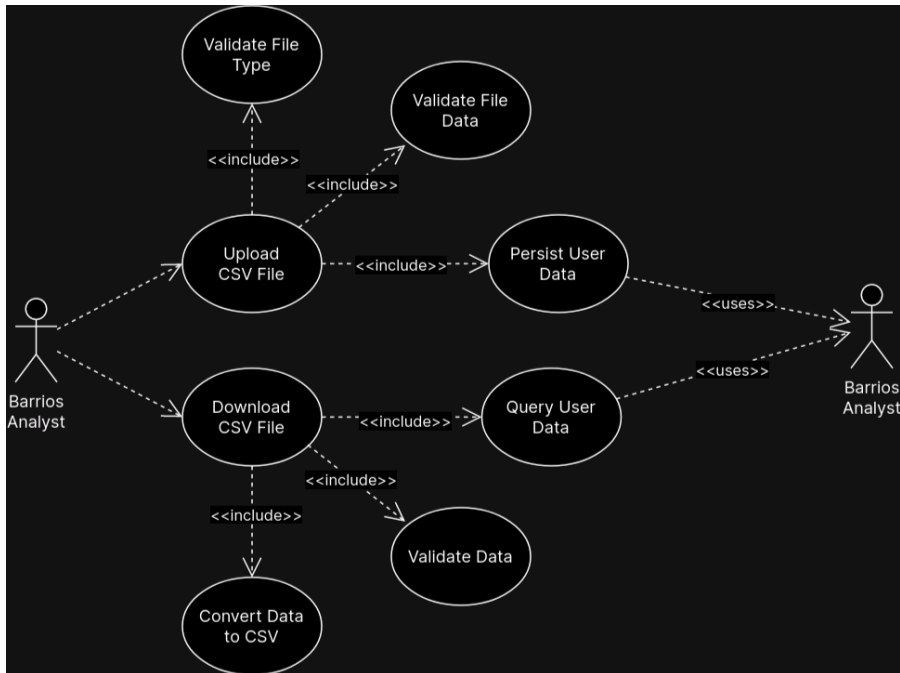 Validate File
Type
Validate File
Data
<<include>>
<<include>>
Upload
CSV File
<<include>>
Persist User
Data
<<uses>>
Barrios
Analyst
Barrios
Analyst
<<uses>>
Download
CSV File
<<include>>
Query User
Data
<<include>>
<<include>>
Validate Data
Convert Data
to CSV